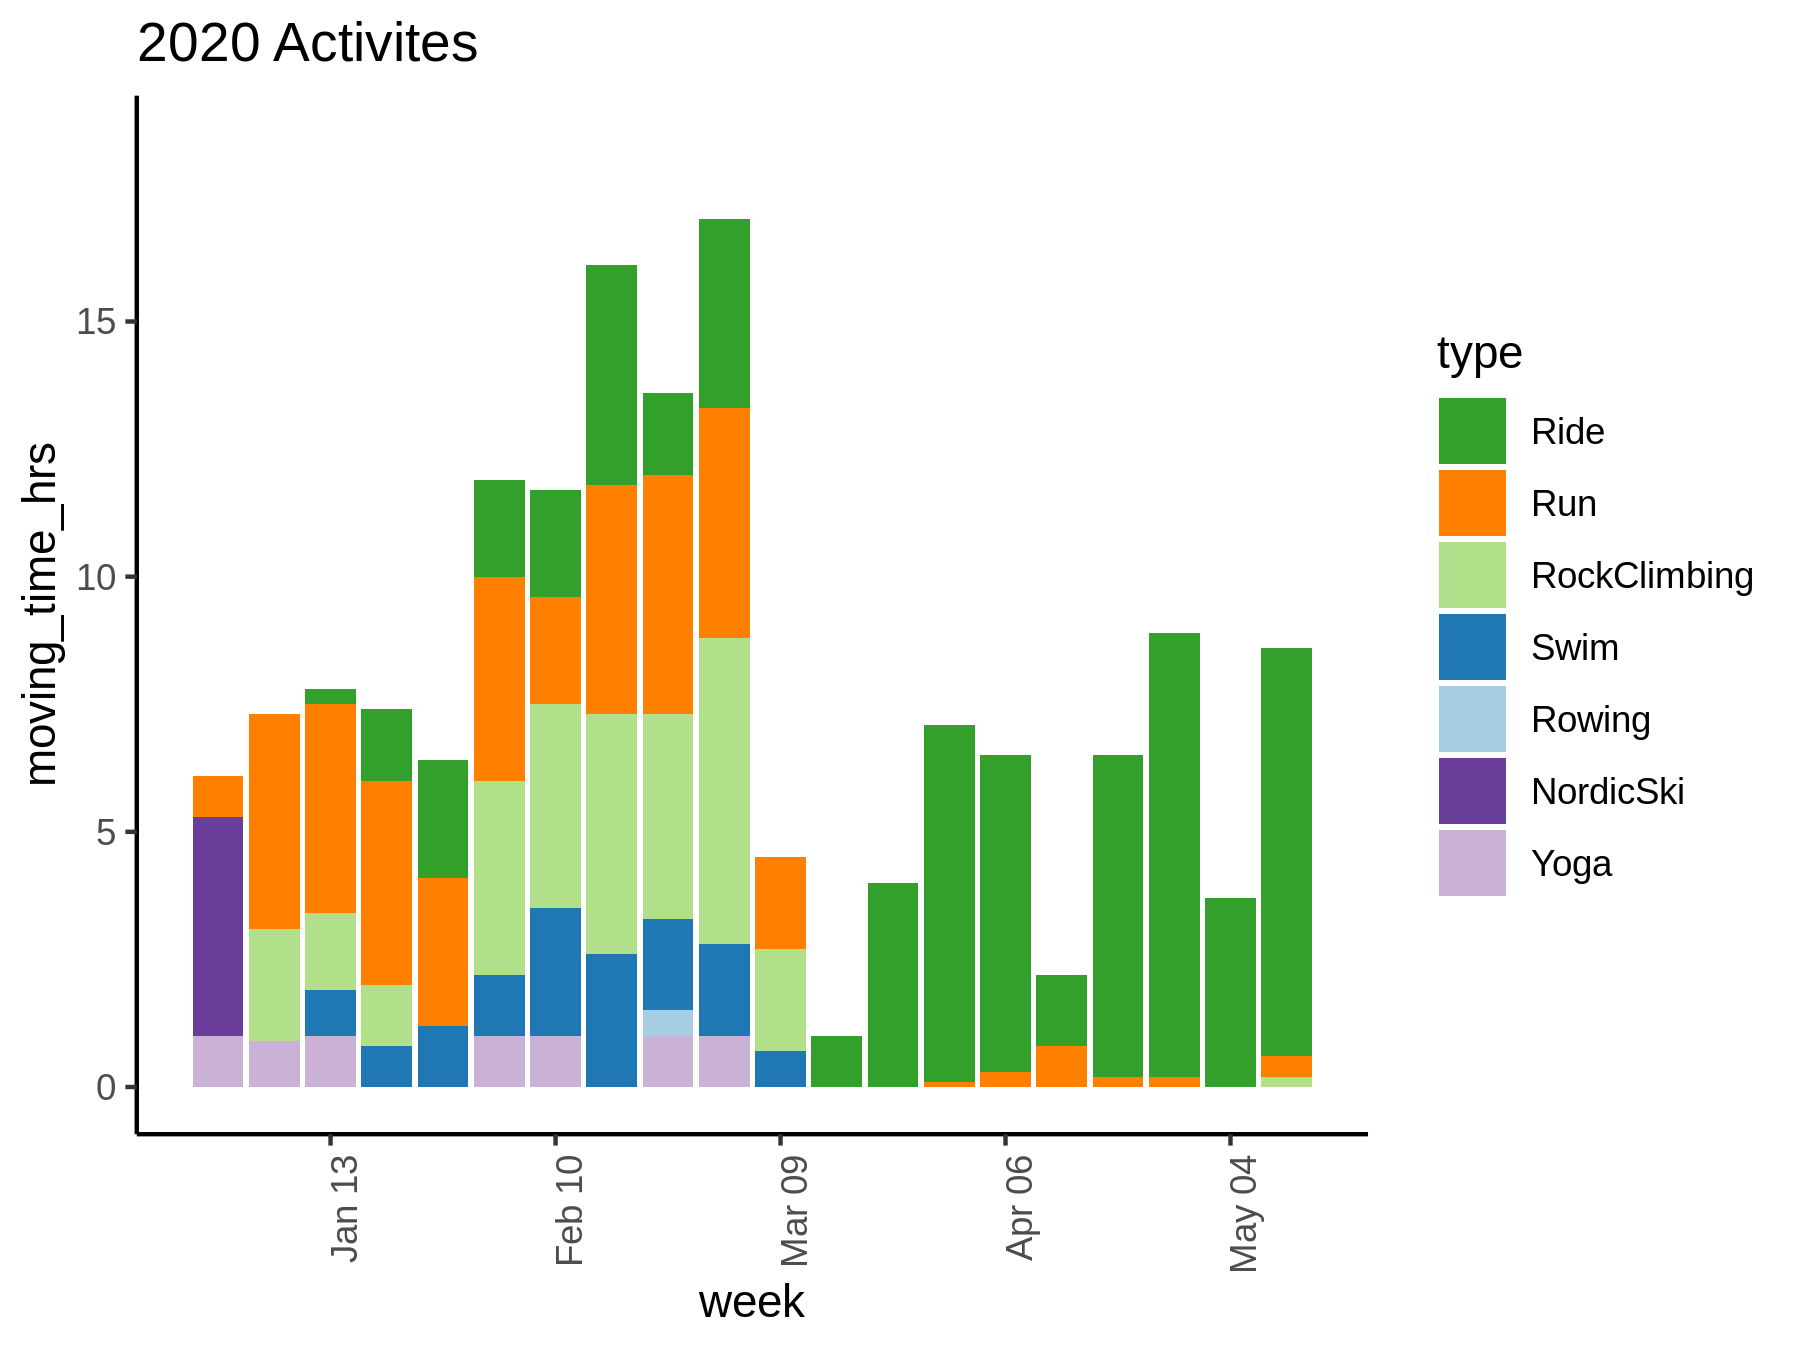 2020 Activites
moving_time_hrs
15
10
5
0
Jan 13
Feb 10
Mar 09
Apr 06
May 04
week
type
Ride
Run
RockClimbing
Swim
Rowing
NordicSki
Yoga